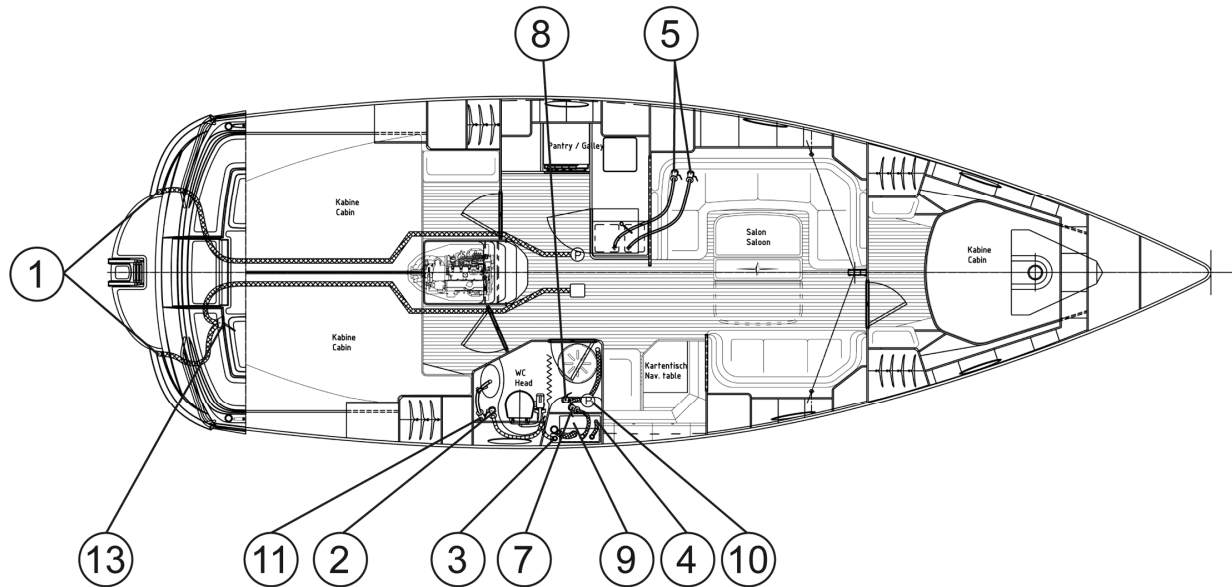 8
5
Pantry / Galley
Kabine
Cabin
Salon
Saloon
Kabine
Cabin
P
1
Kabine
Cabin
WC
Head
Kartentisch
Nav. table
P
13
11
2
3
7
9
4
10